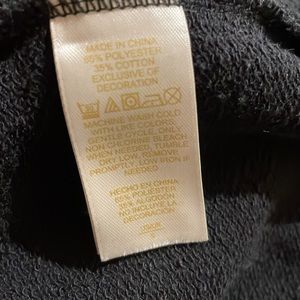 MADE IN CHINA
65% POLYESTER
35% COTTON
EXCLUSIVE OF
DECORATION
MACHINE WASH COLD
WITH LIKE COLORS,
GENTLE CYCLE, ONLY
NON CHLORINE BLEACH
WHEN NEEDED, TUMBLE
DRY LOW, REMOVE
PROMPTLY, LOW IRON IF
NEEDED
HECHO EN CHINA
65% POLIESTER
35% ALGODON
NO INCLUYE LA
DECORACION